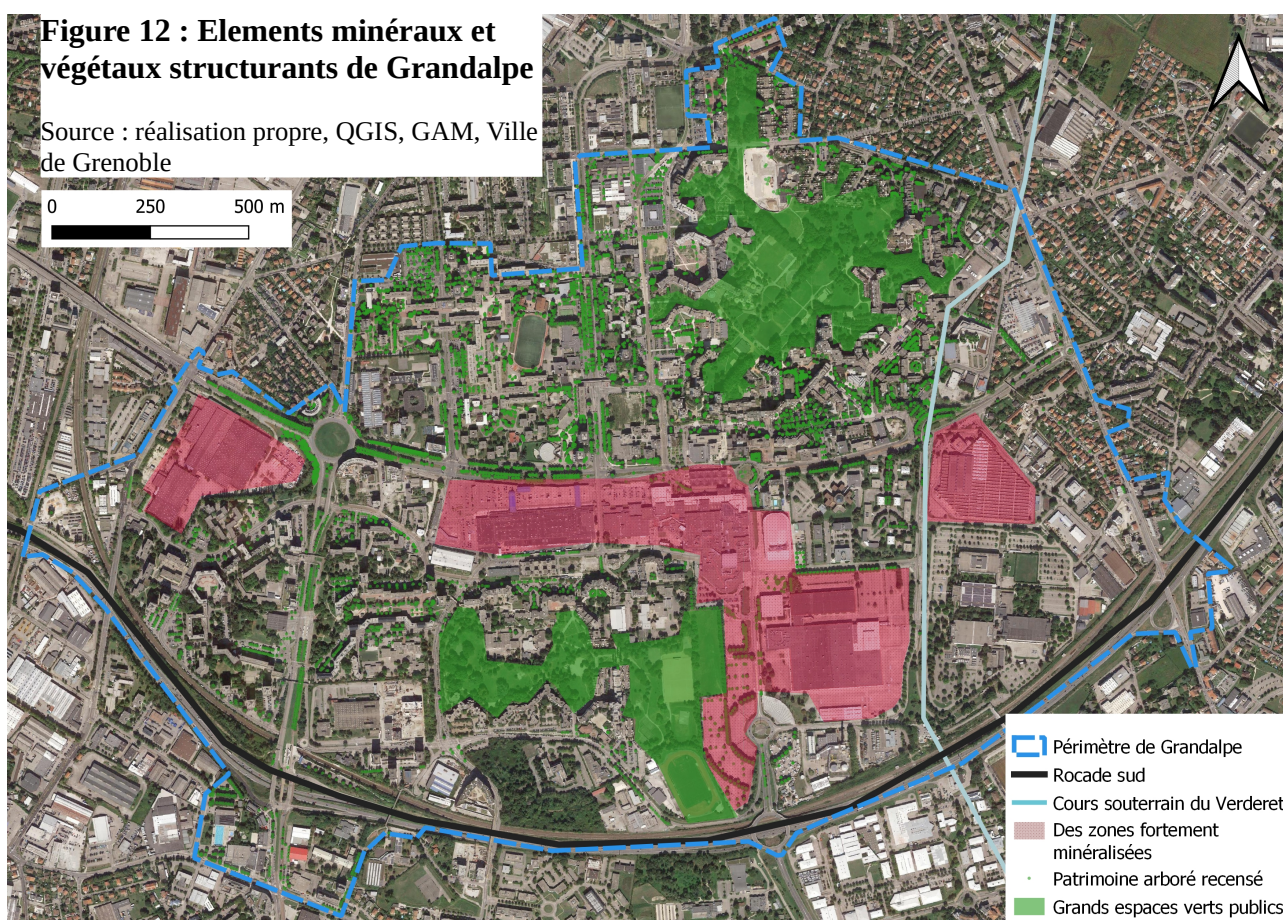 Figure 12 : Elements minéraux et
végétaux structurants de Grandalpe
Source : réalisation propre, QGIS, GAM, Ville
de Grenoble
0 250 500 m
Périmètre de Grandalpe
Rocade sud
Cours souterrain du Verderet
Des zones fortement
minéralisées
Patrimoine arboré recensé
Grands espaces verts publics